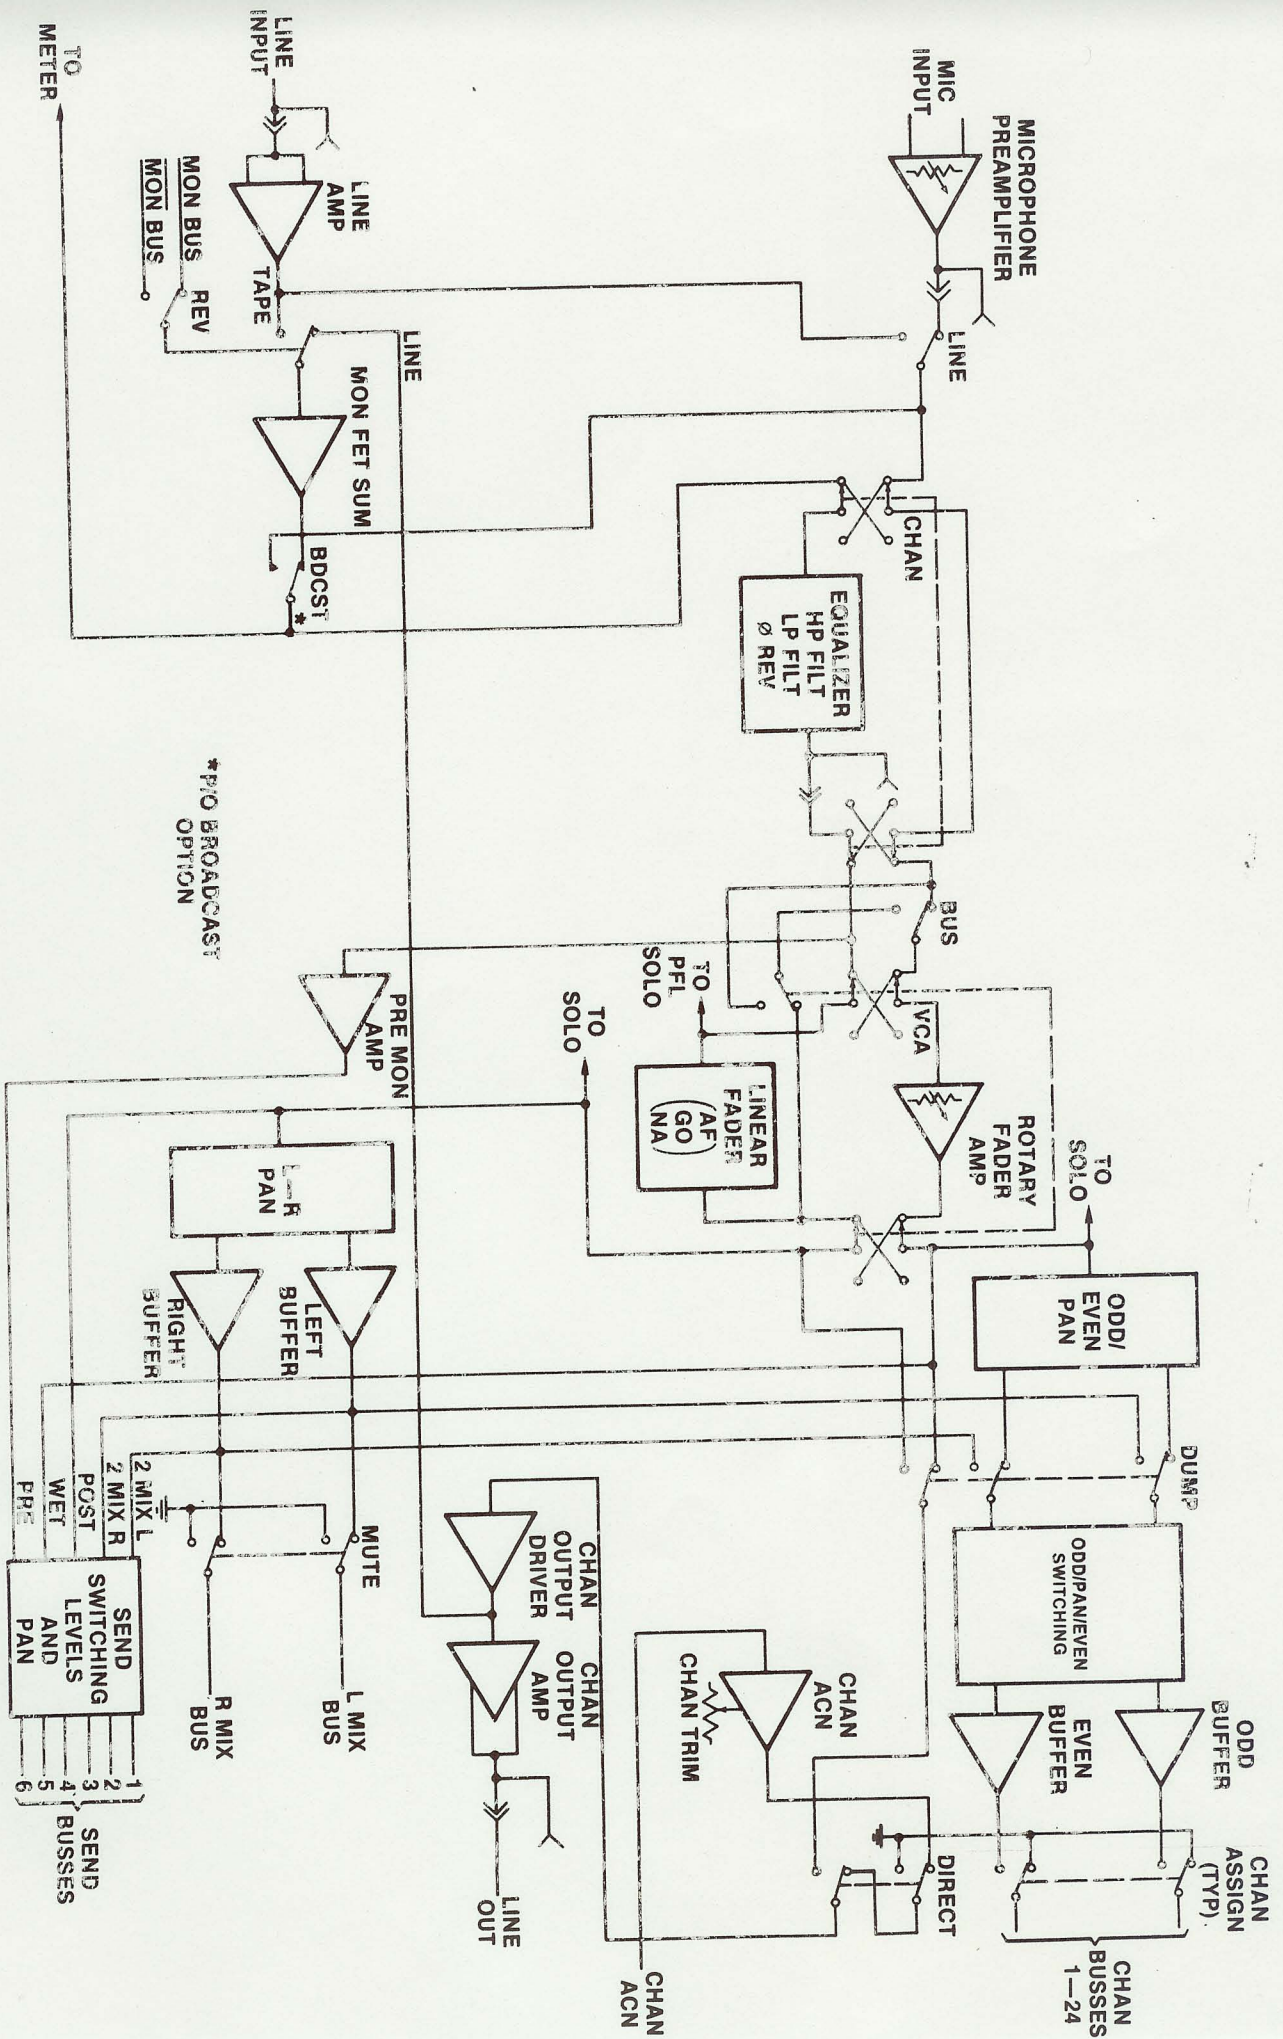 MICROPHONE
PREAMPLIFIER
MIC
INPUT
LINE
CHAN
EQUALIZER
HP FILT
LP FILT
Ø REV
BUS
VCA
ROTARY
FADER
AMP
TO
SOLO
ODD/
EVEN
PAN
DUMP
ODD/PAN/EVEN
SWITCHING
ODD
BUFFER
EVEN
BUFFER
CHAN
ASSIGN
(TYP).
CHAN
BUSSES
1—24
TO
PFL
SOLO
LINEAR
FADER
(AF
GO
NA)
TO
SOLO
CHAN
ACN
CHAN TRIM
DIRECT
CHAN
ACN
LINE
INPUT
LINE
AMP
TAPE
LINE
MON BUS
MON BUS
REV
MON FET SUM
BDCST
*
TO
METER
*P/O BROADCAST
OPTION
PRE MON
AMP
L—R
PAN
LEFT
BUFFER
RIGHT
BUFFER
MUTE
L MIX
BUS
R MIX
BUS
CHAN
OUTPUT
DRIVER
CHAN
OUTPUT
AMP
LINE
OUT
2 MIX L
2 MIX R
POST
WET
PRE
SEND
SWITCHING
LEVELS
AND
PAN
1
2
3
4
5
6
SEND
BUSSES